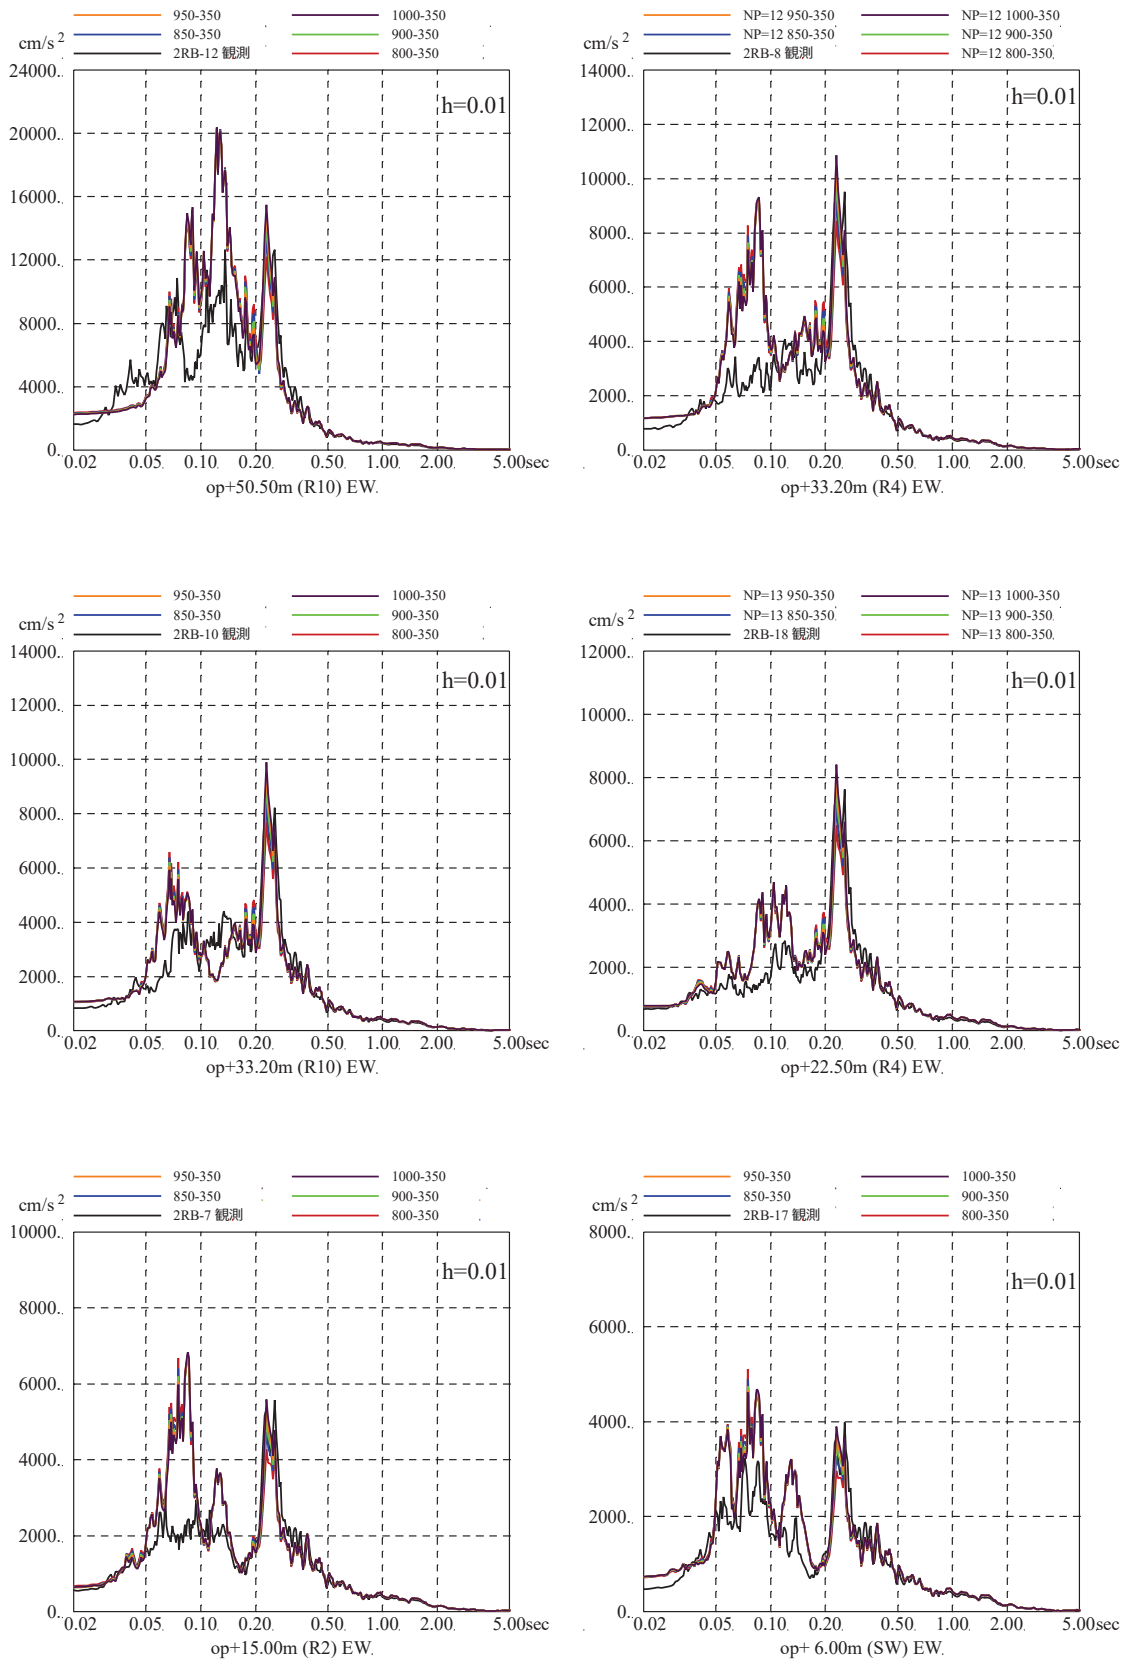 950-350 1000-350
850-350 900-350
cm/s 2 2RB-12 観測 800-350
24000.
h=0.01
20000.
16000.
12000.
8000.
4000.
0.
0.02 0.05 0.10 0.20 0.50 1.00 2.00 5.00sec
op+50.50m (R10) EW.
NP=12 950-350 NP=12 1000-350
NP=12 850-350 NP=12 900-350
cm/s 2 2RB-8 観測 NP=12 800-350
14000.
h=0.01
12000.
10000.
8000.
6000.
4000.
2000.
0.
0.02 0.05 0.10 0.20 0.50 1.00 2.00 5.00sec
op+33.20m (R4) EW.
950-350 1000-350
850-350 900-350
cm/s 2 2RB-10 観測 800-350
14000.
h=0.01
12000.
10000.
8000.
6000.
4000.
2000.
0.
0.02 0.05 0.10 0.20 0.50 1.00 2.00 5.00sec
op+33.20m (R10) EW.
NP=13 950-350 NP=13 1000-350
NP=13 850-350 NP=13 900-350
cm/s 2 2RB-18 観測 NP=13 800-350
12000.
h=0.01
10000.
8000.
6000.
4000.
2000.
0.
0.02 0.05 0.10 0.20 0.50 1.00 2.00 5.00sec
op+22.50m (R4) EW.
950-350 1000-350
850-350 900-350
cm/s 2 2RB-7 観測 800-350
10000.
h=0.01
8000.
6000.
4000.
2000.
0.
0.02 0.05 0.10 0.20 0.50 1.00 2.00 5.00sec
op+15.00m (R2) EW.
950-350 1000-350
850-350 900-350
cm/s 2 2RB-17 観測 800-350
8000.
h=0.01
6000.
4000.
2000.
0.
0.02 0.05 0.10 0.20 0.50 1.00 2.00 5.00sec
op+ 6.00m (SW) EW.